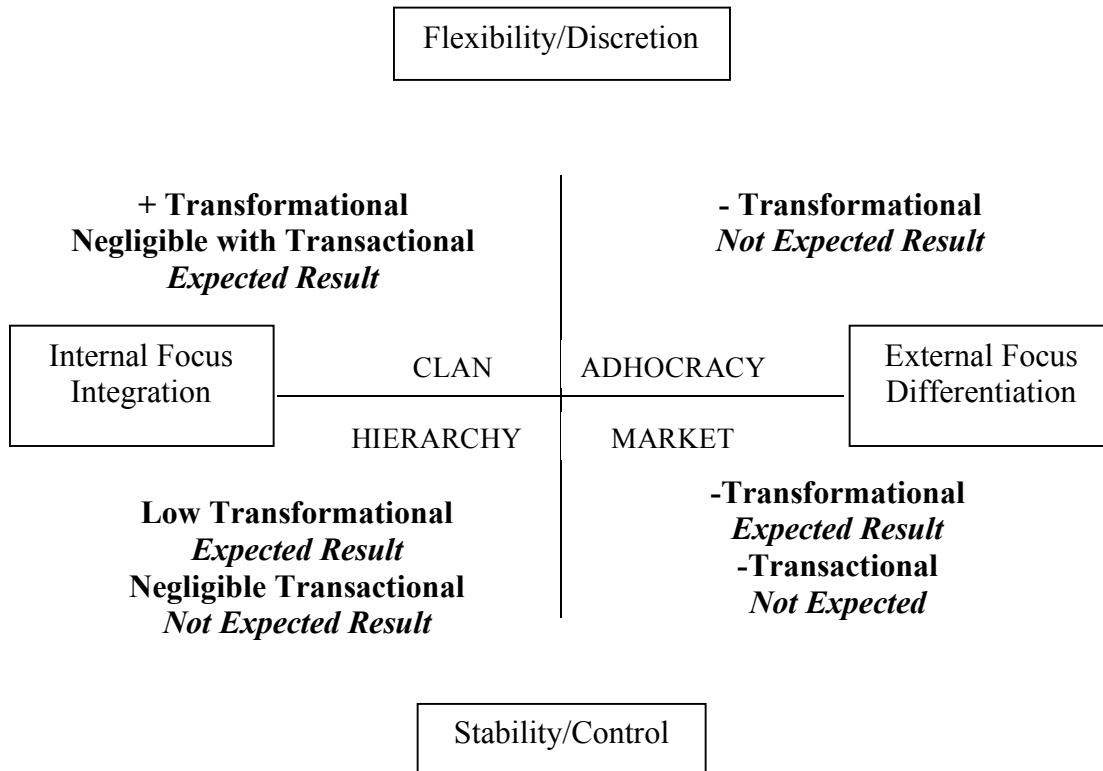 Flexibility/Discretion
+ Transformational
Negligible with Transactional
Expected Result
- Transformational
Not Expected Result
Internal Focus
Integration
CLAN
ADHOCRACY
External Focus
Differentiation
HIERARCHY
MARKET
Low Transformational
Expected Result
Negligible Transactional
Not Expected Result
-Transformational
Expected Result
-Transactional
Not Expected
Stability/Control